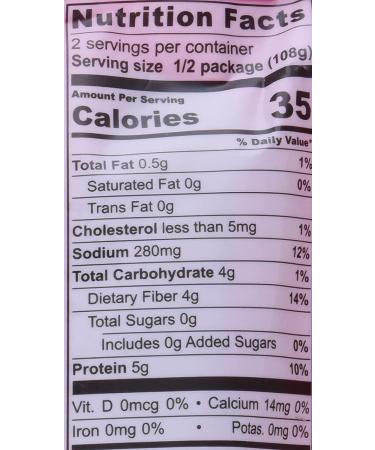 Nutrition Facts
2 servings per container
Serving size 1/2 package (108g)
Amount Per Serving
Calories 35
% Daily Value*
Total Fat 0.5g 1%
Saturated Fat 0g 0%
Trans Fat 0g
Cholesterol less than 5mg 1%
Sodium 280mg 12%
Total Carbohydrate 4g 1%
Dietary Fiber 4g 14%
Total Sugars 0g
Includes 0g Added Sugars 0%
Protein 5g 10%
Vit. D 0mcg 0% • Calcium 14mg 0%
Iron 0mg 0% • Potas. 0mg 0%